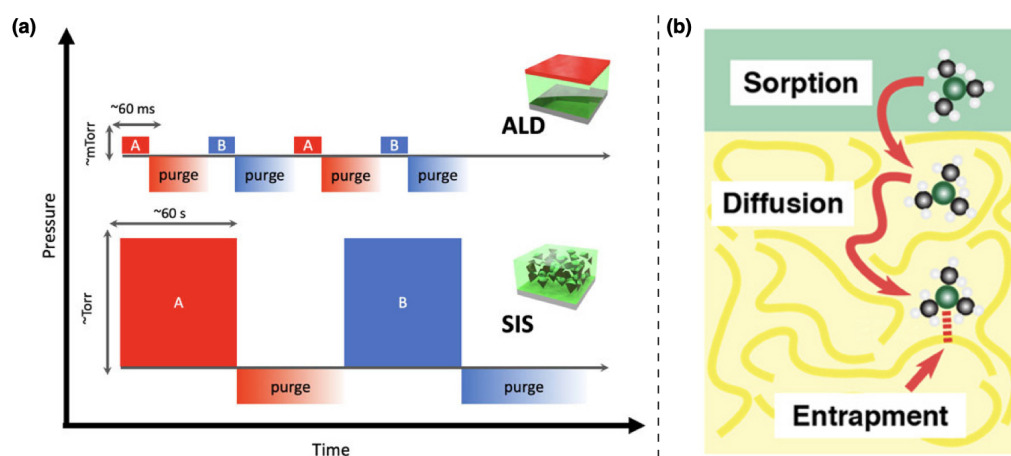 (a)
Pressure
~60 ms
~mTorr
A
B
A
B
purge
purge
purge
purge
ALD
~60 s
~Torr
A
B
SIS
purge
purge
Time
(b)
Sorption
Diffusion
Entrapment